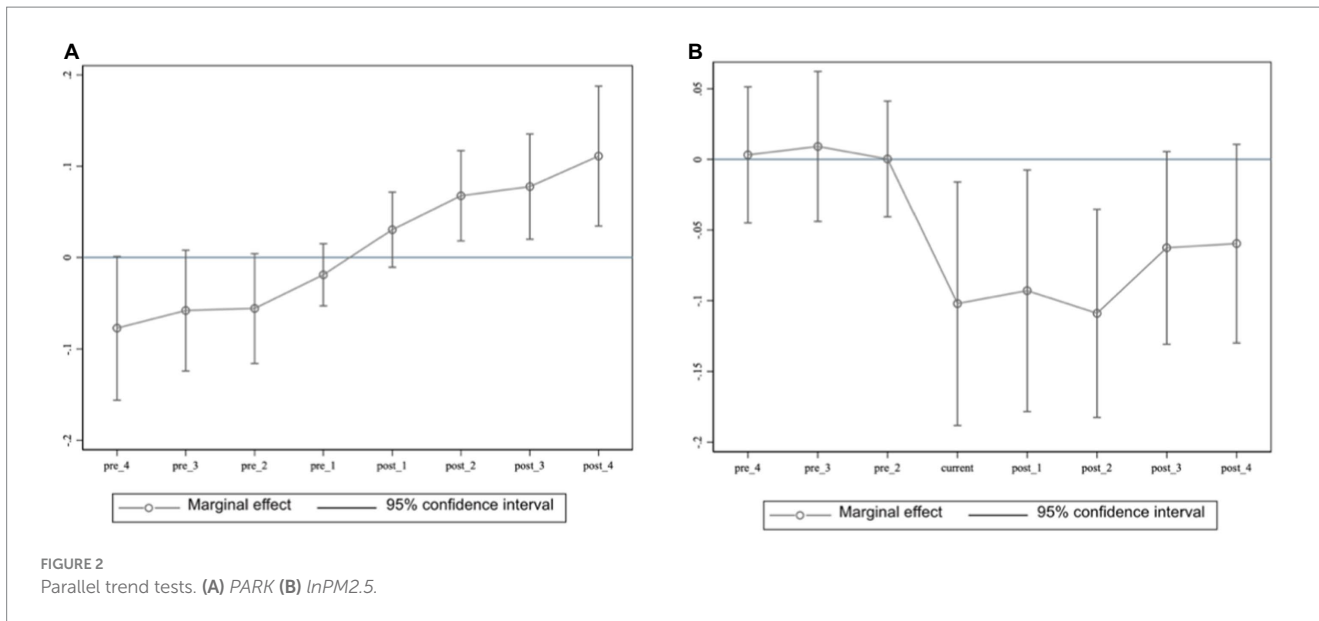 A
.2
.1
0
-.1
-.2
pre_4 pre_3 pre_2 pre_1 post_1 post_2 post_3 post_4
Marginal effect 95% confidence interval
B
.05
0
-.05
-.1
-.15
-.2
pre_4 pre_3 pre_2 current post_1 post_2 post_3 post_4
Marginal effect 95% confidence interval
FIGURE 2
Parallel trend tests. (A) PARK (B) lnPM2.5.